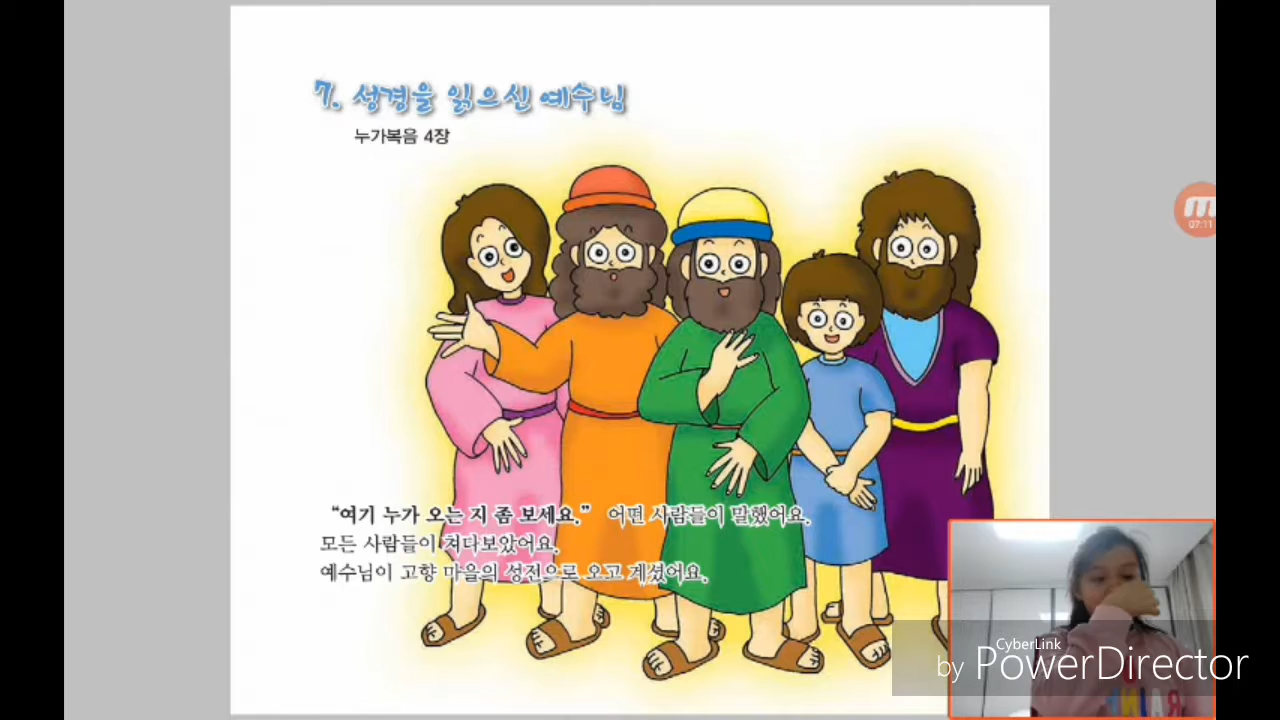 7. 성경을 읽으신 예수님
누가복음 4장
“여기 누가 오는 지 좀 보세요.” 어떤 사람들이 말했어요.
모든 사람들이 쳐다보았어요.
예수님이 고향 마을의 성전으로 오고 계셨어요.
07:11
CyberLink
by PowerDirector